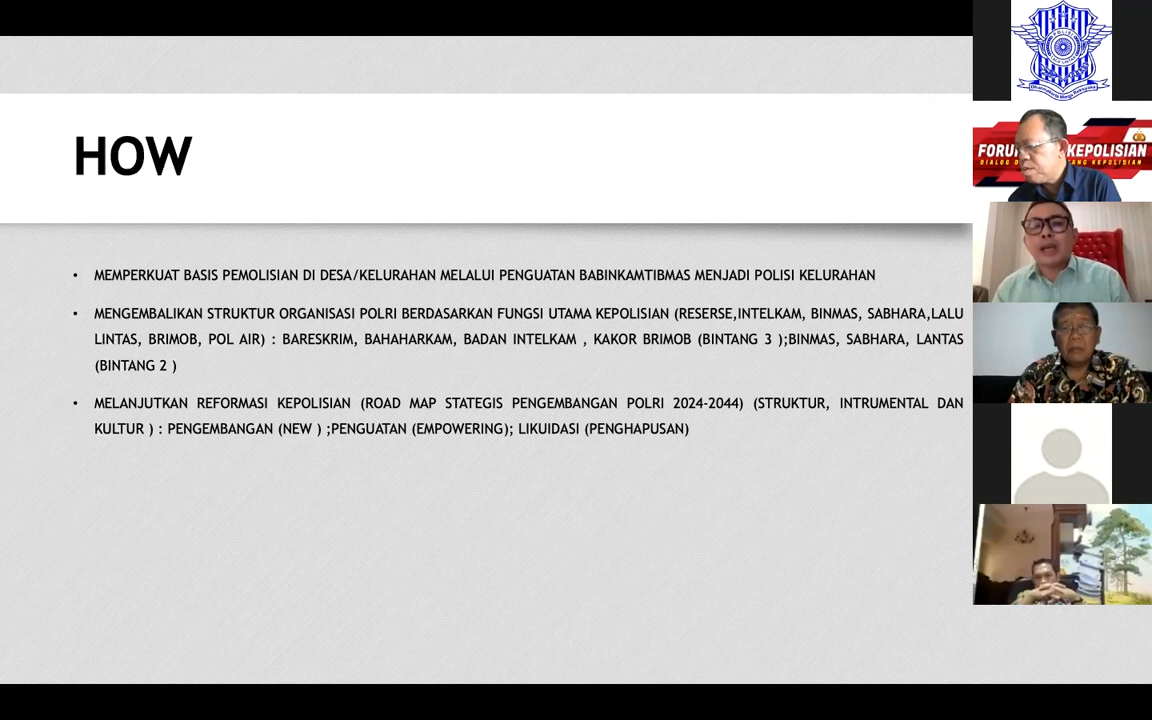 HOW
• MEMPERKUAT BASIS PEMOLISIAN DI DESA/KELURAHAN MELALUI PENGUATAN BABINKAMTIBMAS MENJADI POLISI KELURAHAN
• MENGEMBALIKAN STRUKTUR ORGANISASI POLRI BERDASARKAN FUNGSI UTAMA KEPOLISIAN (RESERSE,INTELKAM, BINMAS, SABHARA,LALU
LINTAS, BRIMOB, POL AIR) : BARESKRIM, BAHAHARKAM, BADAN INTELKAM , KAKOR BRIMOB (BINTANG 3 );BINMAS, SABHARA, LANTAS
(BINTANG 2 )
• MELANJUTKAN REFORMASI KEPOLISIAN (ROAD MAP STATEGIS PENGEMBANGAN POLRI 2024-2044) (STRUKTUR, INTRUMENTAL DAN
KULTUR ) : PENGEMBANGAN (NEW ) ;PENGUATAN (EMPOWERING); LIKUIDASI (PENGHAPUSAN)
KEPOLISIAN
KEPOLISIAN